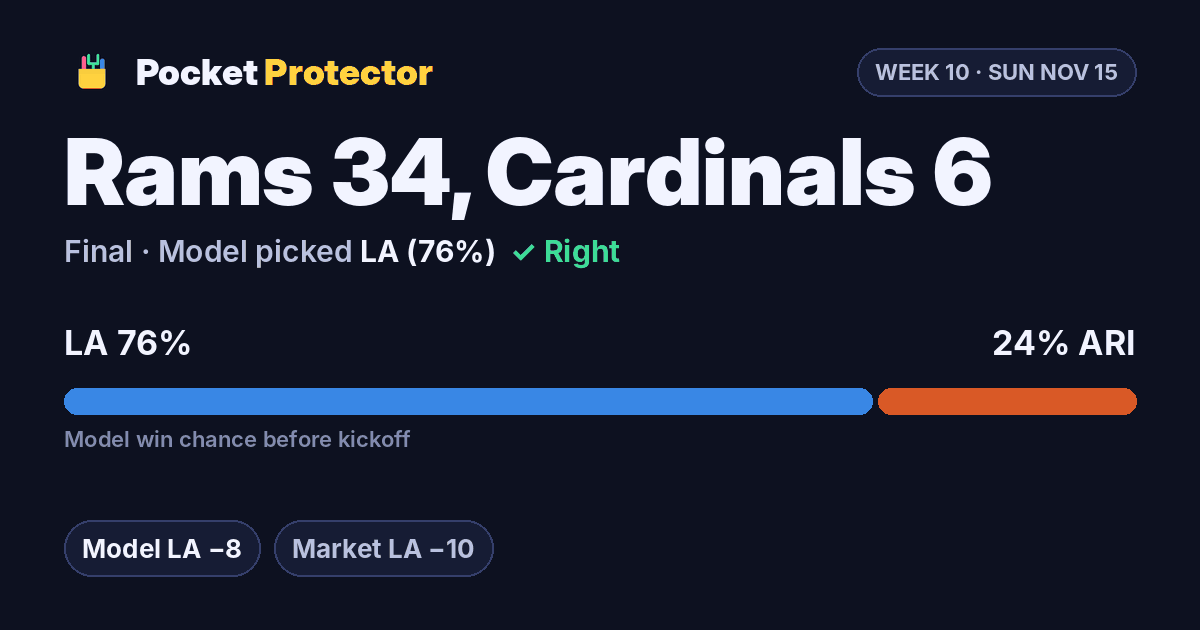 Pocket Protector
WEEK 10 · SUN NOV 15
Rams 34, Cardinals 6
Final · Model picked LA (76%) ✓ Right
LA 76%
24% ARI
Model win chance before kickoff
Model LA −8
Market LA −10